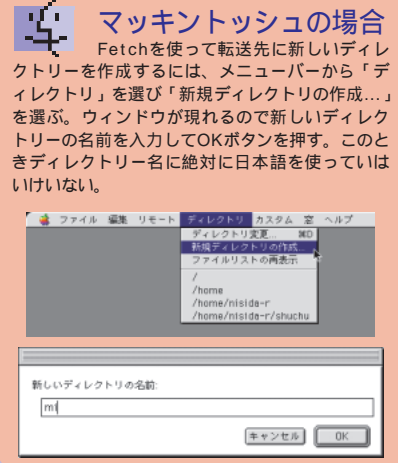 マッキントッシュの場合
Fetchを使って転送先に新しいディレ
クトリーを作成するには、メニューバーから「デ
ィレクトリ」を選び「新規ディレクトリの作成...」
を選ぶ。ウィンドウが現れるので新しいディレク
トリーの名前を入力してOKボタンを押す。このと
きディレクトリー名に絶対に日本語を使っていは
いけいない。
ファイル 編集 リモート ディレクトリ カスタム 窓 ヘルプ
ディレクトリ変更... ⌘D
新規ディレクトリの作成...
ファイルリストの再表示
/
/home
/home/nisida-r
/home/nisida-r/shuchu
新しいディレクトリの名前:
m1
キャンセル OK